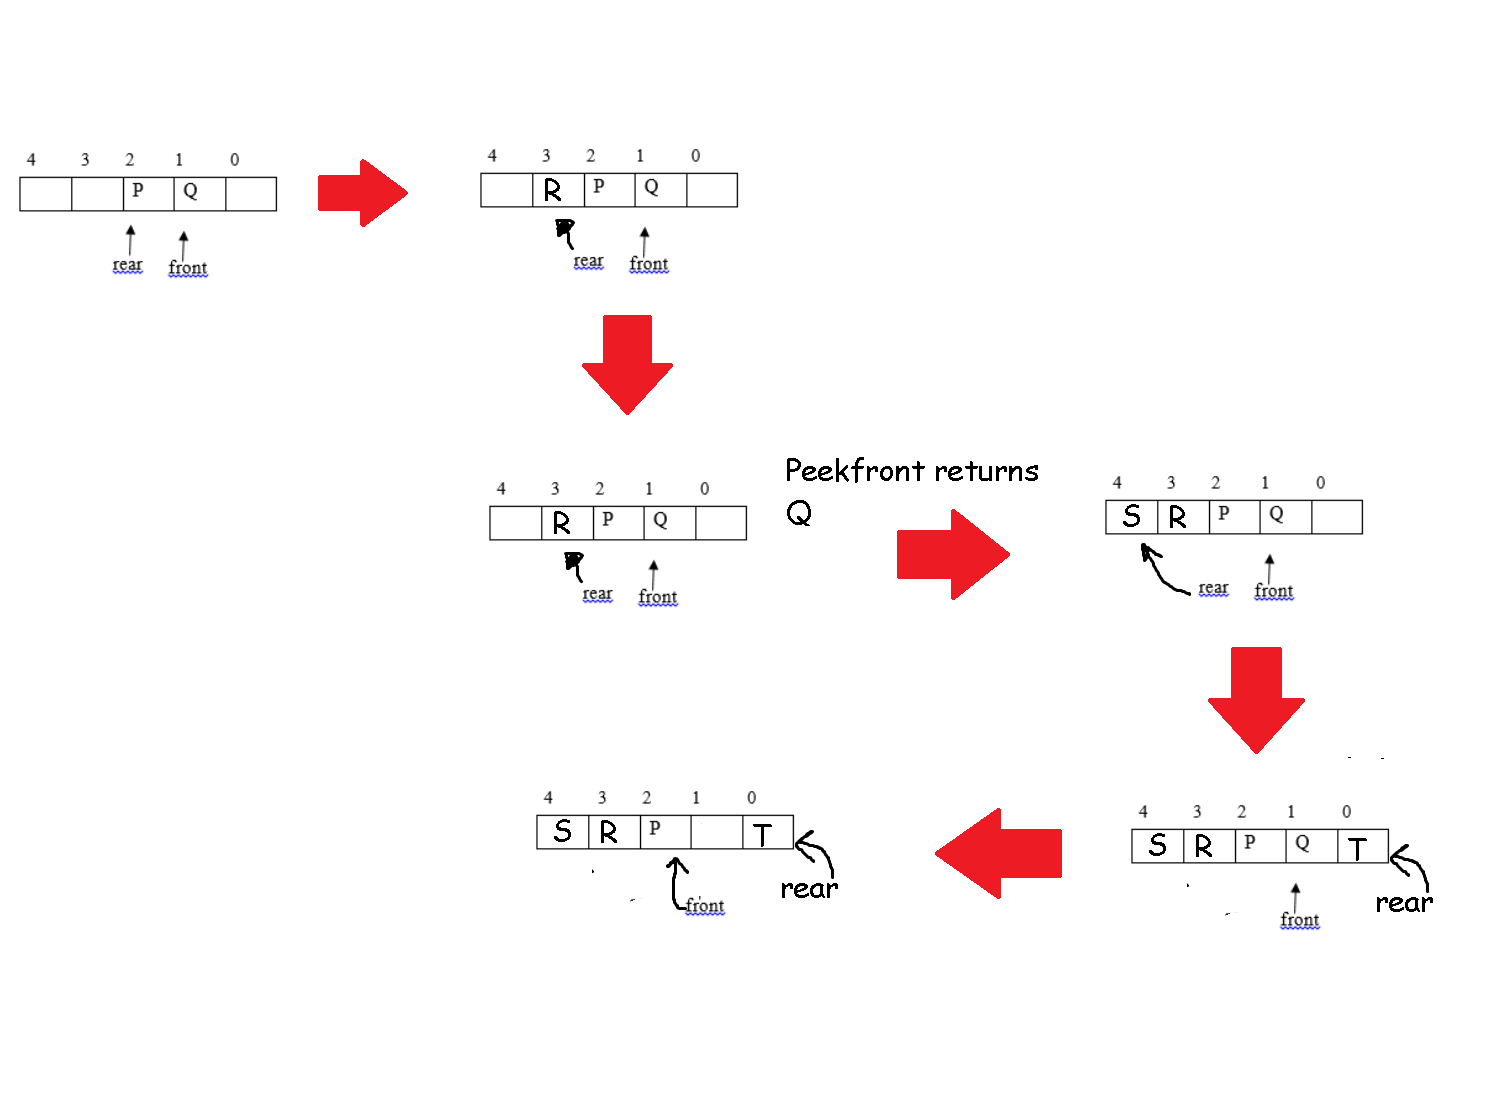 4 3 2 1 0
P Q
rear front
4 3 2 1 0
R P Q
rear front
4 3 2 1 0
R P Q
rear front
Peekfront returns
Q
4 3 2 1 0
S R P Q
rear front
4 3 2 1 0
S R P Q T
front rear
4 3 2 1 0
S R P T
front rear